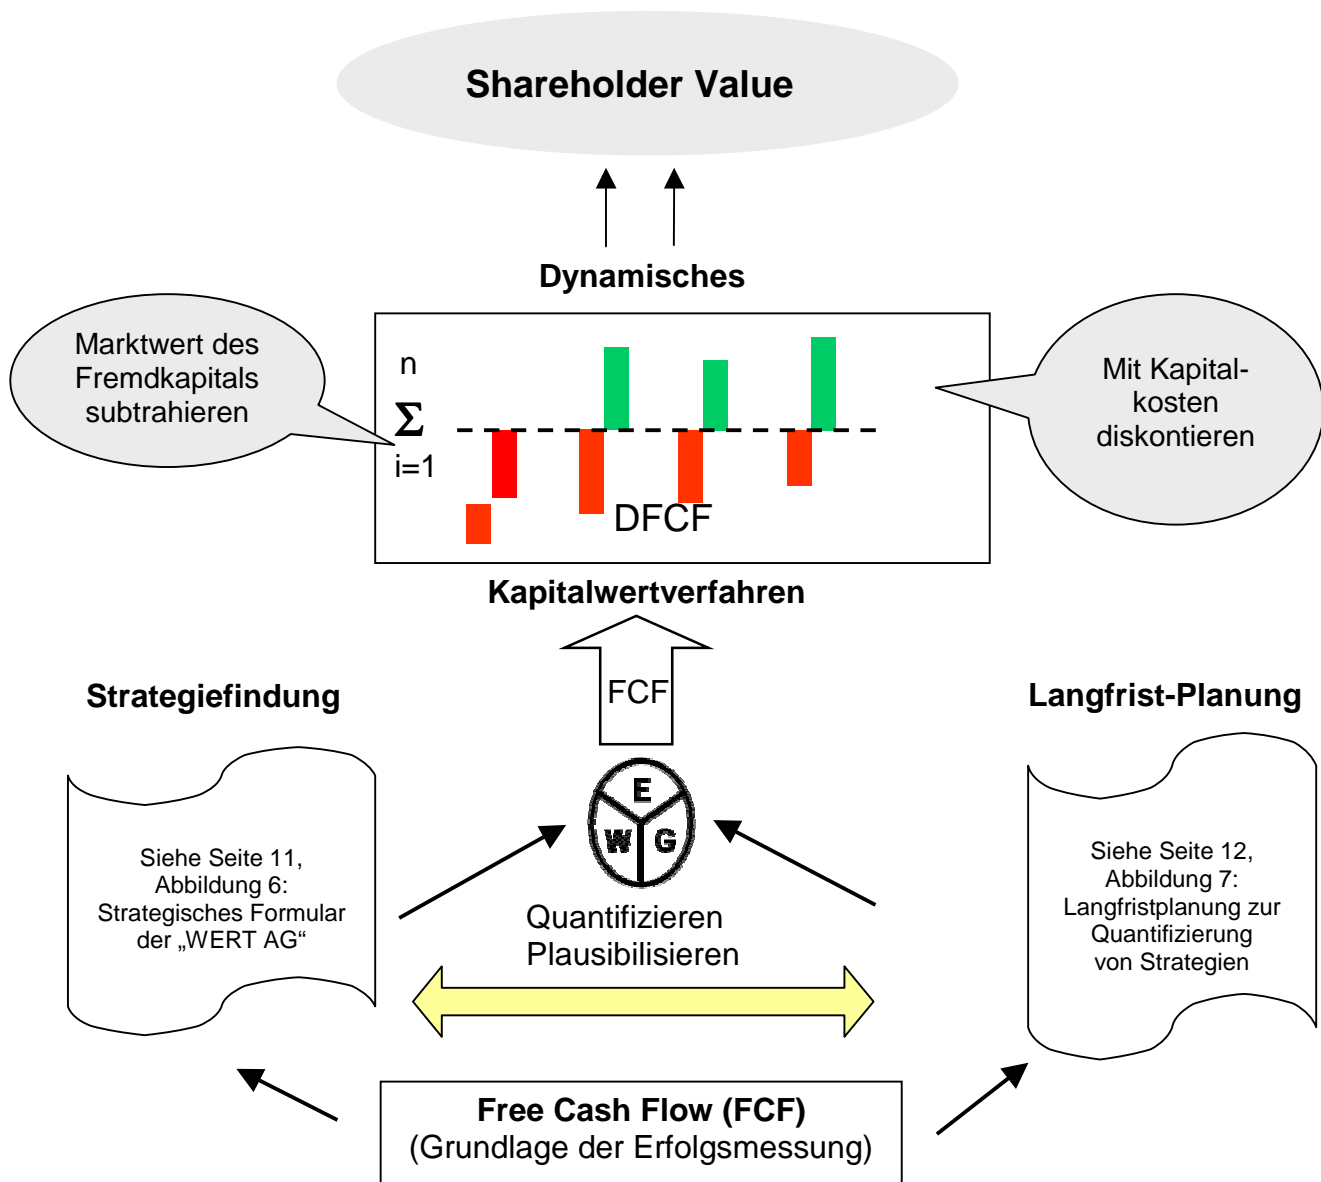 Shareholder Value
Dynamisches
Marktwert des
Fremdkapitals
subtrahieren
n
Σ
i=1
DFCF
Mit Kapital-
kosten
diskontieren
Kapitalwertverfahren
FCF
Strategiefindung
Langfrist-Planung
E
W G
Siehe Seite 11,
Abbildung 6:
Strategisches Formular
der „WERT AG“
Siehe Seite 12,
Abbildung 7:
Langfristplanung zur
Quantifizierung
von Strategien
Quantifizieren
Plausibilisieren
Free Cash Flow (FCF)
(Grundlage der Erfolgsmessung)